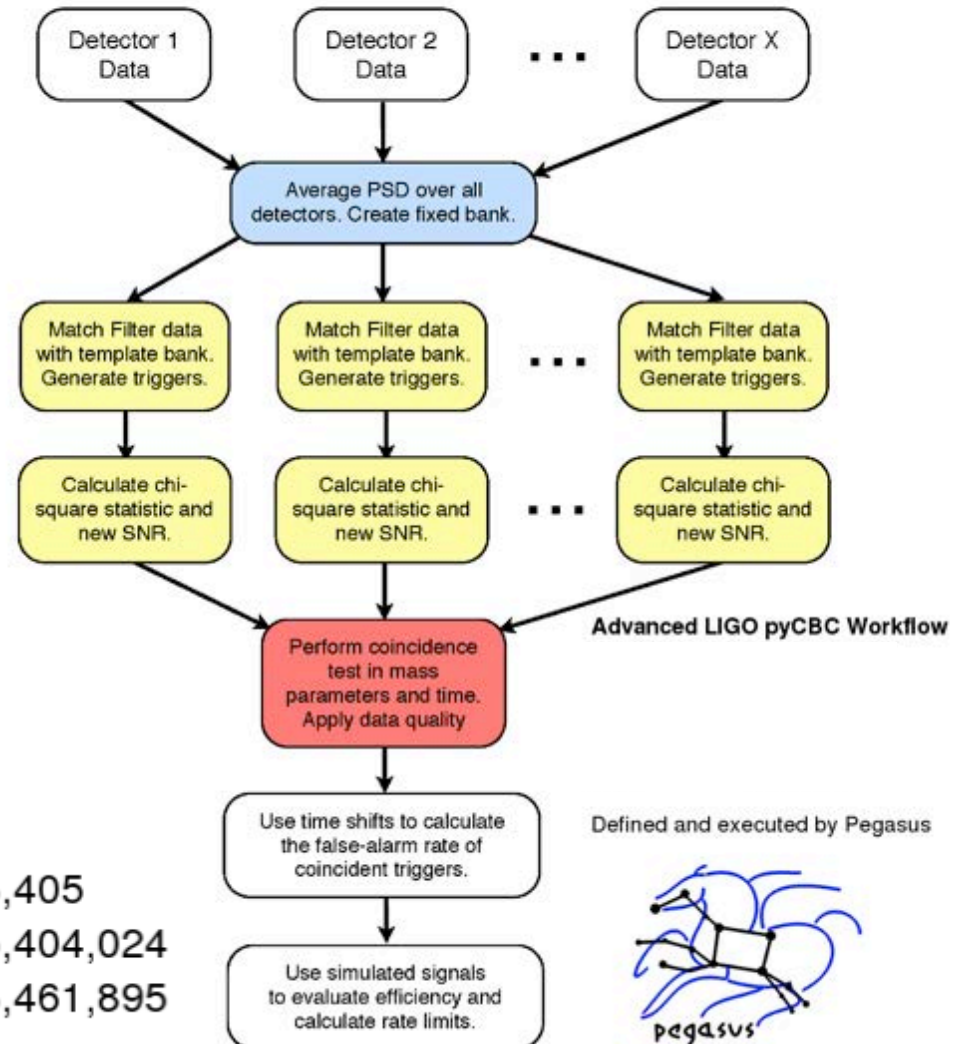 Detector 1
Data
Detector 2
Data
Detector X
Data
Average PSD over all
detectors. Create fixed bank.
Match Filter data
with template bank.
Generate triggers.
Match Filter data
with template bank.
Generate triggers.
Match Filter data
with template bank.
Generate triggers.
Calculate chi-
square statistic and
new SNR.
Calculate chi-
square statistic and
new SNR.
Calculate chi-
square statistic and
new SNR.
Perform coincidence
test in mass
parameters and time.
Apply data quality
Advanced LIGO pyCBC Workflow
Use time shifts to calculate
the false-alarm rate of
coincident triggers.
Defined and executed by Pegasus
,405
,404,024
,461,895
Use simulated signals
to evaluate efficiency and
calculate rate limits.
pegasus